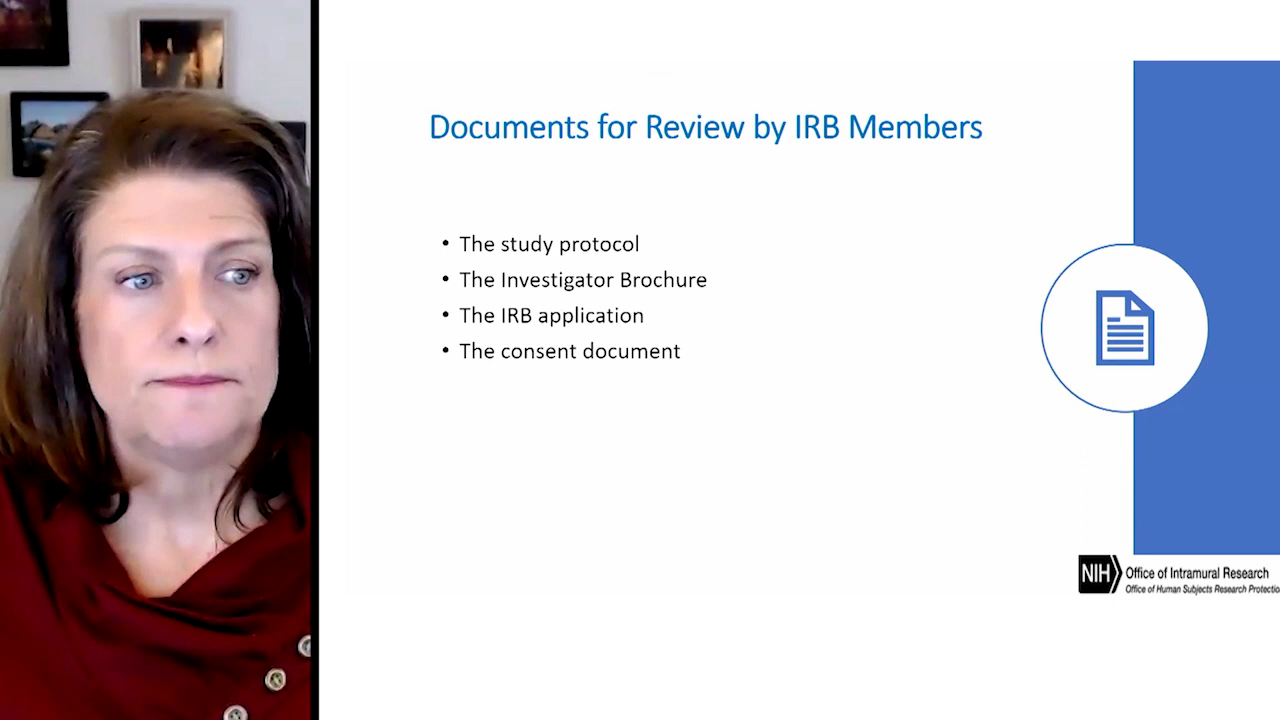 Documents for Review by IRB Members
• The study protocol
• The Investigator Brochure
• The IRB application
• The consent document
NIH
Office of Intramural Research
Office of Human Subjects Research Protectio